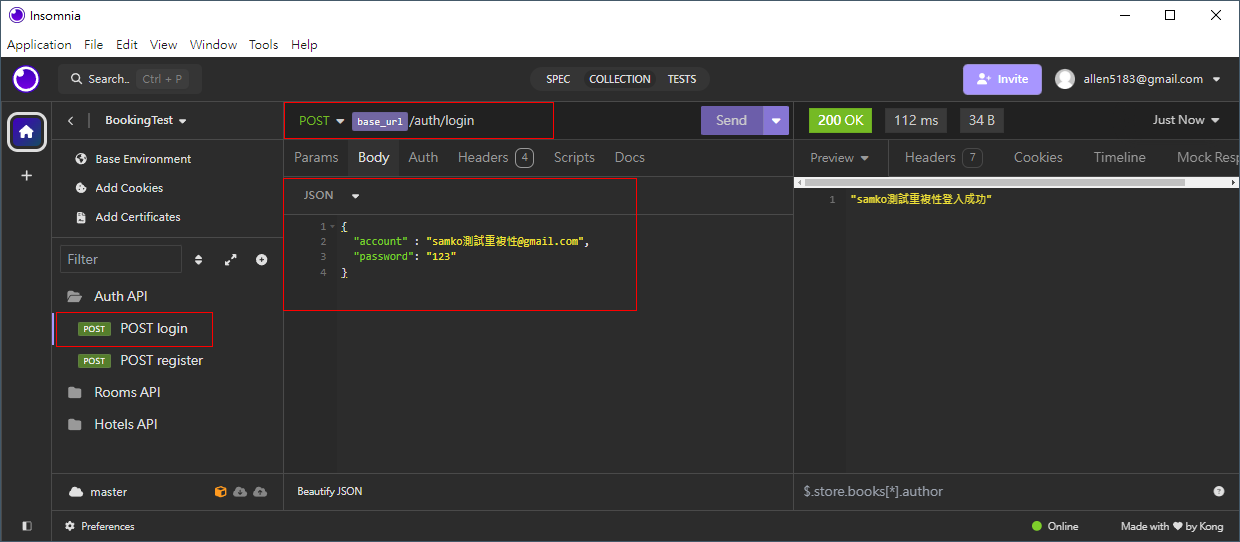 Insomnia
Application File Edit View Window Tools Help
Search.. Ctrl + P
SPEC COLLECTION TESTS
Invite
allen5183@gmail.com
BookingTest
Base Environment
Add Cookies
Add Certificates
Filter
Auth API
POST POST login
POST POST register
Rooms API
Hotels API
master
POST base_url /auth/login
Send
Params Body Auth Headers 4 Scripts Docs
JSON
1 {
2 "account" : "samko測試重複性@gmail.com",
3 "password": "123"
4 }
Beautify JSON
200 OK 112 ms 34 B Just Now
Preview Headers 7 Cookies Timeline Mock Resp
1 "samko測試重複性登入成功"
$.store.books[*].author
Preferences
Online
Made with ❤ by Kong